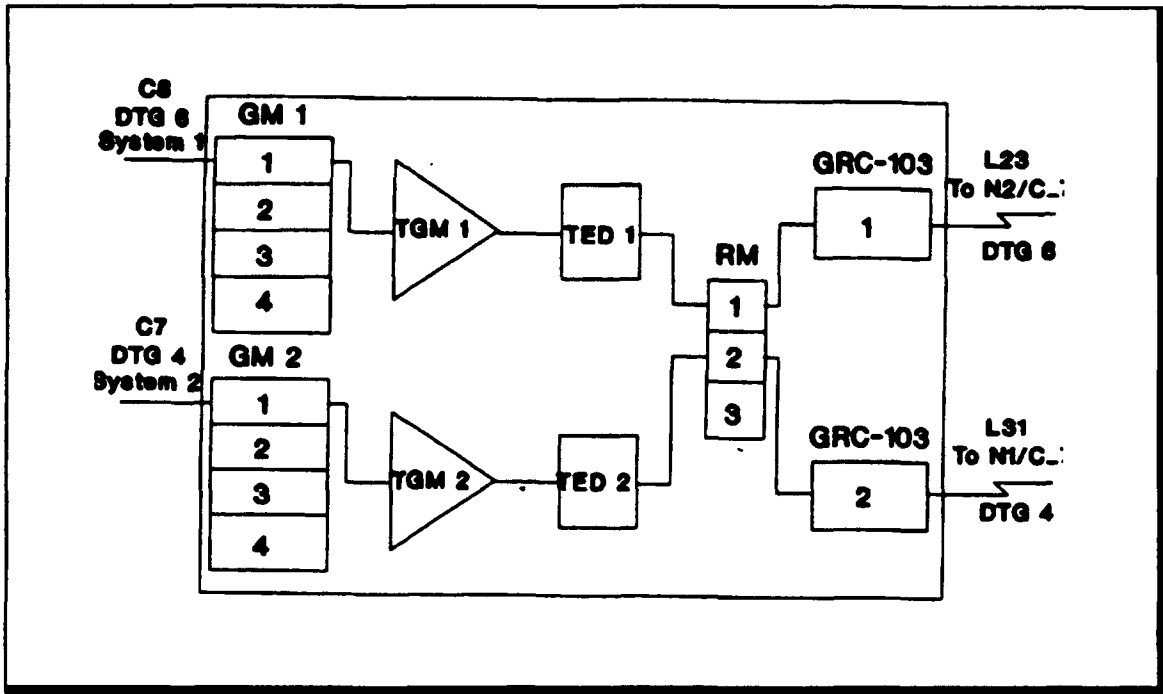 C8
DTG 6
System 1
GM 1
1
2
3
4
C7
DTG 4
System 2
GM 2
1
2
3
4
TGM 1
TED 1
TGM 2
TED 2
RM
1
2
3
GRC-103
1
L23
To N2/C_
DTG 6
GRC-103
2
L31
To N1/C_
DTG 4